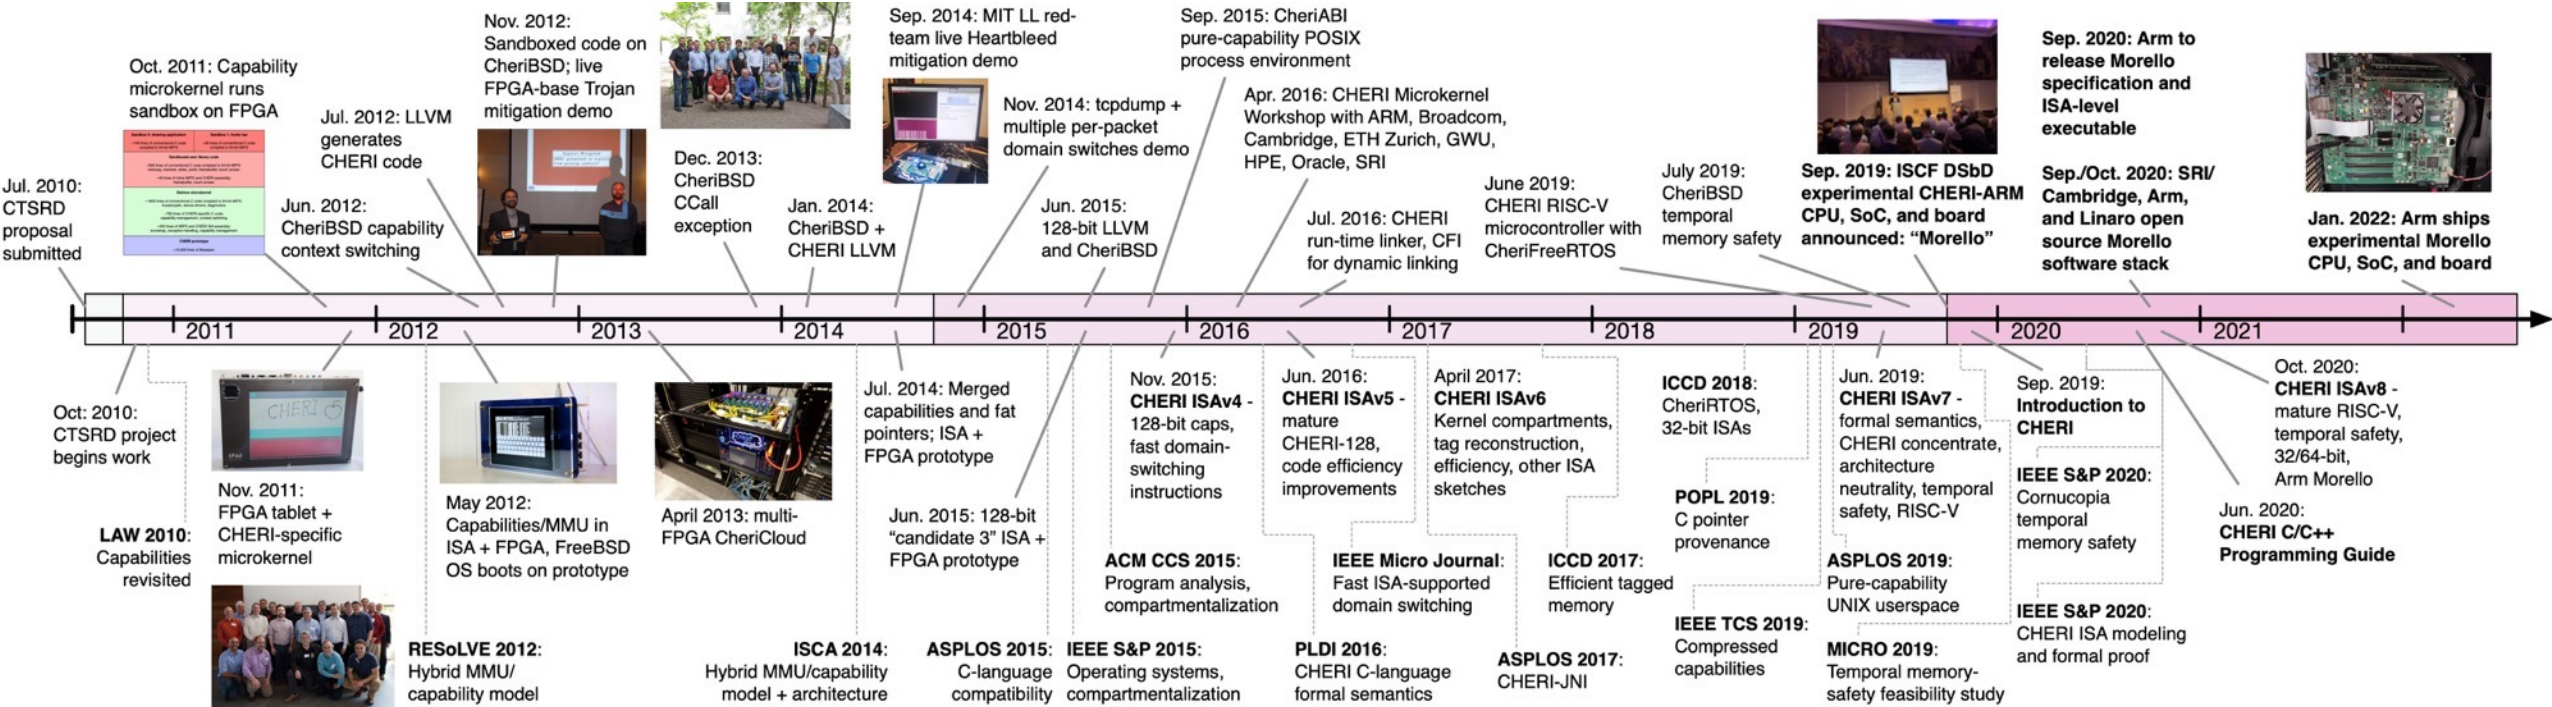 Jul. 2010:
CTSRD
proposal
submitted
Oct. 2011: Capability
microkernel runs
sandbox on FPGA
Jun. 2012:
CheriBSD capability
context switching
Jul. 2012: LLVM
generates
CHERI code
Nov. 2012:
Sandboxed code on
CheriBSD; live
FPGA-base Trojan
mitigation demo
Dec. 2013:
CheriBSD
CCall
exception
Jan. 2014:
CheriBSD +
CHERI LLVM
Sep. 2014: MIT LL red-
team live Heartbleed
mitigation demo
Nov. 2014: tcpdump +
multiple per-packet
domain switches demo
Jun. 2015:
128-bit LLVM
and CheriBSD
Sep. 2015: CheriABI
pure-capability POSIX
process environment
Apr. 2016: CHERI Microkernel
Workshop with ARM, Broadcom,
Cambridge, ETH Zurich, GWU,
HPE, Oracle, SRI
Jul. 2016: CHERI
run-time linker, CFI
for dynamic linking
June 2019:
CHERI RISC-V
microcontroller with
CheriFreeRTOS
July 2019:
CheriBSD
temporal
memory safety
Sep. 2019: ISCF DSbD
experimental CHERI-ARM
CPU, SoC, and board
announced: “Morello”
Sep. 2020: Arm to
release Morello
specification and
ISA-level
executable
Sep./Oct. 2020: SRI/
Cambridge, Arm,
and Linaro open
source Morello
software stack
Jan. 2022: Arm ships
experimental Morello
CPU, SoC, and board
2011
2012
2013
2014
2015
2016
2017
2018
2019
2020
2021
Oct. 2010:
CTSRD project
begins work
LAW 2010:
Capabilities
revisited
CHERI
Nov. 2011:
FPGA tablet +
CHERI-specific
microkernel
RESoLVE 2012:
Hybrid MMU/
capability model
May 2012:
Capabilities/MMU in
ISA + FPGA, FreeBSD
OS boots on prototype
April 2013: multi-
FPGA CheriCloud
ISCA 2014:
Hybrid MMU/capability
model + architecture
Jul. 2014: Merged
capabilities and fat
pointers; ISA +
FPGA prototype
Jun. 2015: 128-bit
“candidate 3” ISA +
FPGA prototype
ASPLOS 2015:
C-language
compatibility
IEEE S&P 2015:
Operating systems,
compartmentalization
ACM CCS 2015:
Program analysis,
compartmentalization
Nov. 2015:
CHERI ISAv4 -
128-bit caps,
fast domain-
switching
instructions
Jun. 2016:
CHERI ISAv5 -
mature
CHERI-128,
code efficiency
improvements
PLDI 2016:
CHERI C-language
formal semantics
IEEE Micro Journal:
Fast ISA-supported
domain switching
April 2017:
CHERI ISAv6
Kernel compartments,
tag reconstruction,
efficiency, other ISA
sketches
ASPLOS 2017:
CHERI-JNI
ICCD 2017:
Efficient tagged
memory
ICCD 2018:
CheriRTOS,
32-bit ISAs
POPL 2019:
C pointer
provenance
IEEE TCS 2019:
Compressed
capabilities
Jun. 2019:
CHERI ISAv7 -
formal semantics,
CHERI concentrate,
architecture
neutrality, temporal
safety, RISC-V
ASPLOS 2019:
Pure-capability
UNIX userspace
MICRO 2019:
Temporal memory-
safety feasibility study
Sep. 2019:
Introduction to
CHERI
IEEE S&P 2020:
Cornucopia
temporal
memory safety
IEEE S&P 2020:
CHERI ISA modeling
and formal proof
Oct. 2020:
CHERI ISAv8 -
mature RISC-V,
temporal safety,
32/64-bit,
Arm Morello
Jun. 2020:
CHERI C/C++
Programming Guide